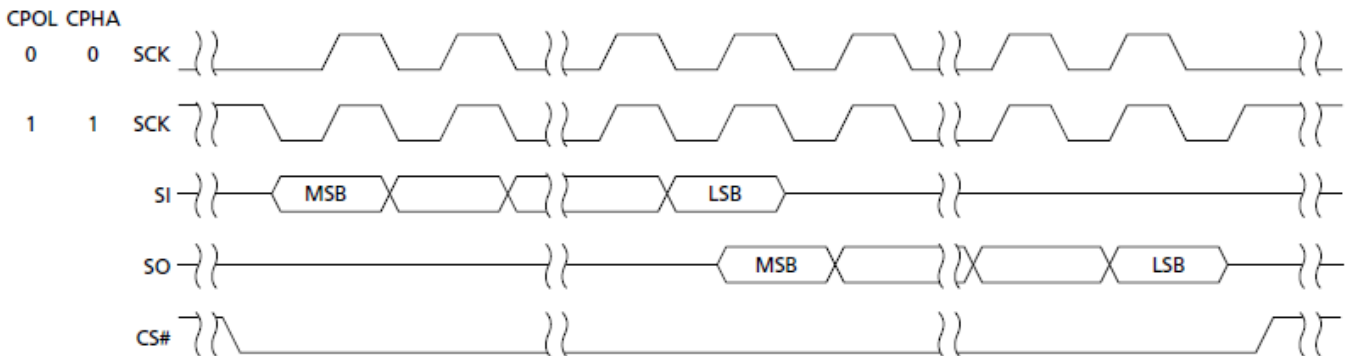 CPOL CPHA
0 0 SCK
1 1 SCK
SI MSB LSB
SO MSB LSB
CS#